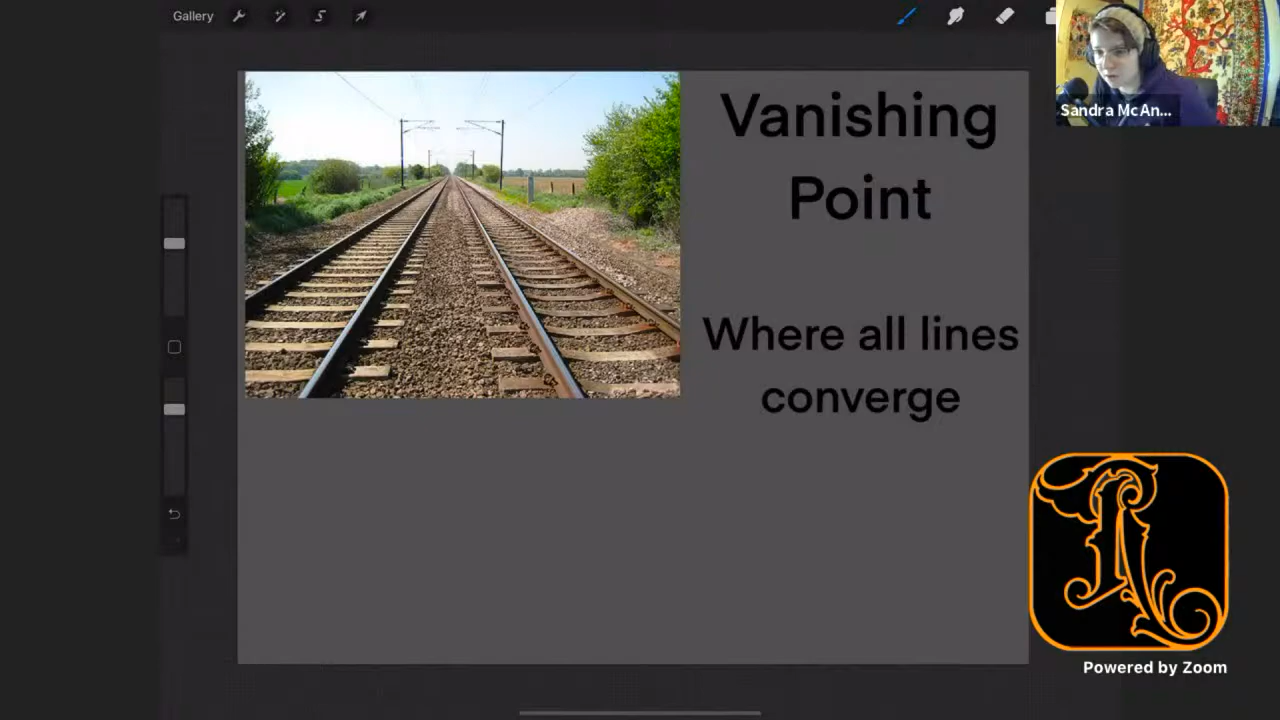 Gallery
Vanishing
Point
Where all lines
converge
Sandra McAn...
Powered by Zoom